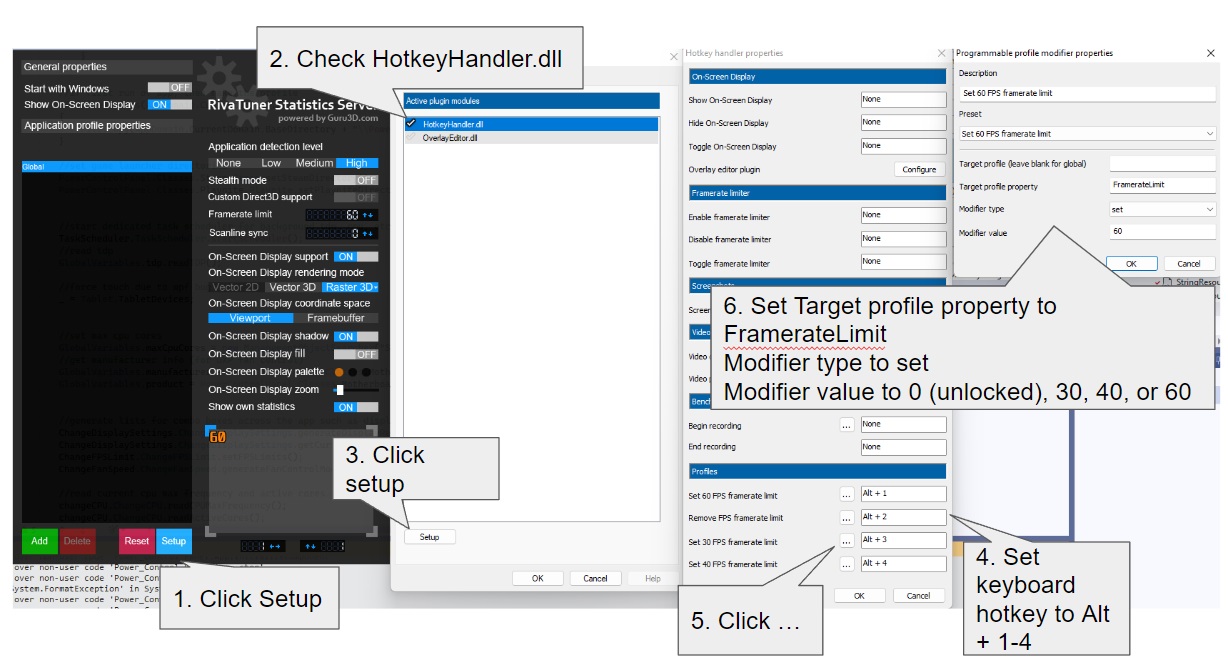 2. Check HotkeyHandler.dll
General properties
Start with Windows OFF
Show On-Screen Display ON
Application profile properties
Global
Add
Delete
Reset
Setup
RivaTuner Statistics Server
powered by Guru3D.com
Application detection level
None Low Medium High
Stealth mode OFF
Custom Direct3D support OFF
Framerate limit 60
Scanline sync 0
On-Screen Display support ON
On-Screen Display rendering mode
Vector 2D Vector 3D Raster 3D
On-Screen Display coordinate space
Viewport Framebuffer
On-Screen Display shadow ON
On-Screen Display fill OFF
On-Screen Display palette
On-Screen Display zoom
Show own statistics ON
60
over non-user code 'Power_Con
over non-user code 'Power_Con
ystem.FormatException' in Sys
over non-user code 'Power_Con
1. Click Setup
Active plugin modules
HotkeyHandler.dll
OverlayEditor.dll
3. Click
setup
Setup
OK Cancel Help
Hotkey handler properties
On-Screen Display
Show On-Screen Display None
Hide On-Screen Display None
Toggle On-Screen Display None
Overlay editor plugin Configure
Framerate limiter
Enable framerate limiter None
Disable framerate limiter None
Toggle framerate limiter None
Screen
Video
Video
Video
Bench
Begin recording ... None
End recording None
Profiles
Set 60 FPS framerate limit ... Alt + 1
Remove FPS framerate limit ... Alt + 2
Set 30 FPS framerate limit ... Alt + 3
Set 40 FPS framerate limit ... Alt + 4
OK Cancel
Programmable profile modifier properties
Description
Set 60 FPS framerate limit
Preset
Set 60 FPS framerate limit
Target profile (leave blank for global)
Target profile property FramerateLimit
Modifier type set
Modifier value 60
OK Cancel
StringResou
6. Set Target profile property to
FramerateLimit
Modifier type to set
Modifier value to 0 (unlocked), 30, 40, or 60
5. Click …
4. Set
keyboard
hotkey to Alt
+ 1-4